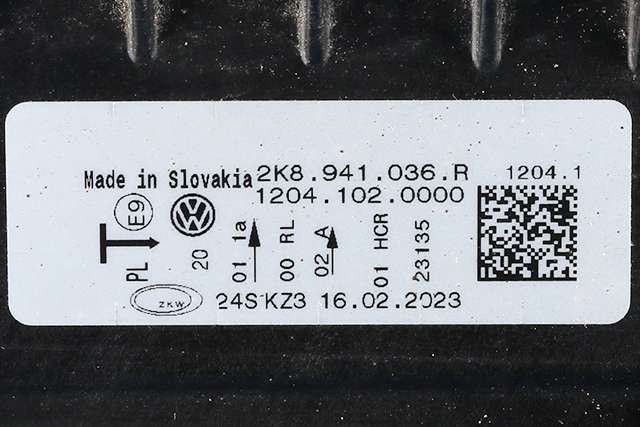 Made in Slovakia 2K8.941.036.R 1204.1
1204.102.0000
E9
PL
20
01 1a
00 RL
02 A
01 HCR
23135
ZKW
24S KZ3 16.02.2023